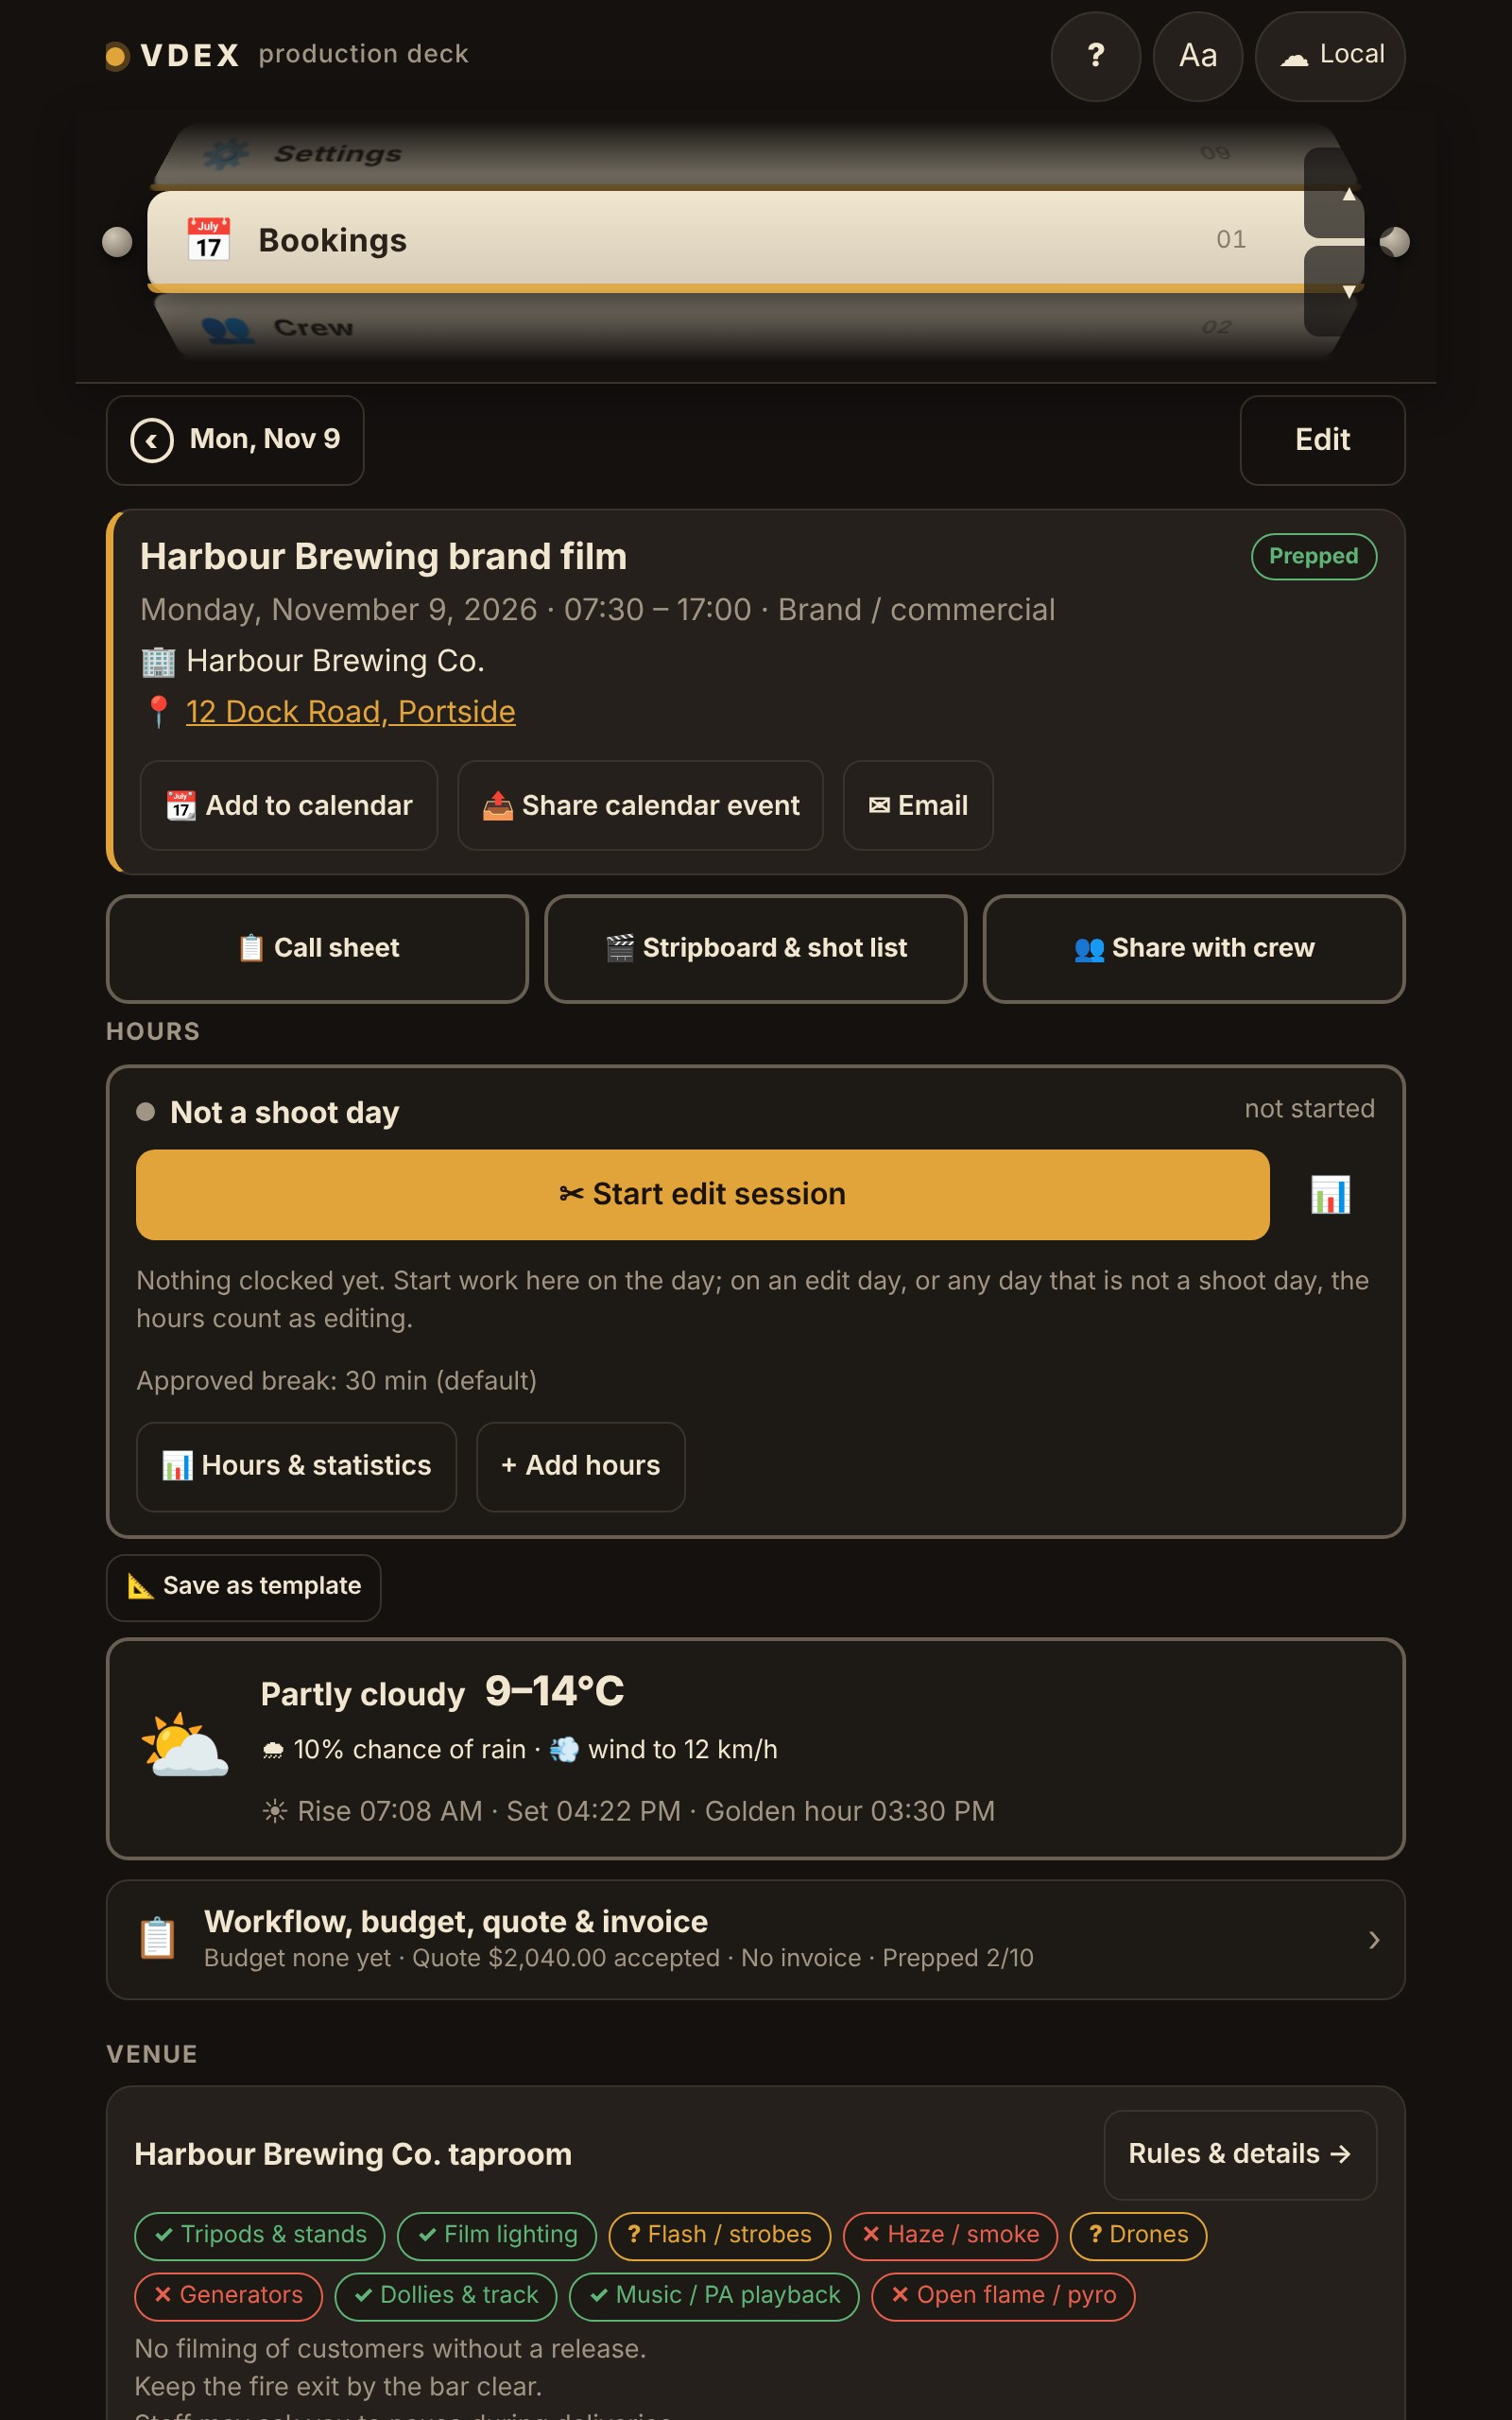 VDEX production deck ? Aa Local
Settings 09
Bookings 01
Crew 02
Mon, Nov 9 Edit
Harbour Brewing brand film Prepped
Monday, November 9, 2026 · 07:30 – 17:00 · Brand / commercial
Harbour Brewing Co.
12 Dock Road, Portside
Add to calendar Share calendar event Email
Call sheet Stripboard & shot list Share with crew
HOURS
Not a shoot day not started
Start edit session
Nothing clocked yet. Start work here on the day; on an edit day, or any day that is not a shoot day, the
hours count as editing.
Approved break: 30 min (default)
Hours & statistics + Add hours
Save as template
Partly cloudy 9–14°C
10% chance of rain · wind to 12 km/h
Rise 07:08 AM · Set 04:22 PM · Golden hour 03:30 PM
Workflow, budget, quote & invoice
Budget none yet · Quote $2,040.00 accepted · No invoice · Prepped 2/10
VENUE
Harbour Brewing Co. taproom Rules & details →
✓ Tripods & stands ✓ Film lighting ? Flash / strobes ✕ Haze / smoke ? Drones
✕ Generators ✓ Dollies & track ✓ Music / PA playback ✕ Open flame / pyro
No filming of customers without a release.
Keep the fire exit by the bar clear.
Staff may ask you to pause during deliveries.